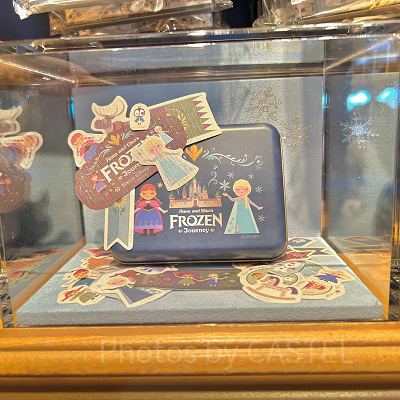 Anna and Elsa's
FROZEN
Journey
Anna and Elsa's
FROZEN
Journey
© DISNEY
Photos by CASTEL